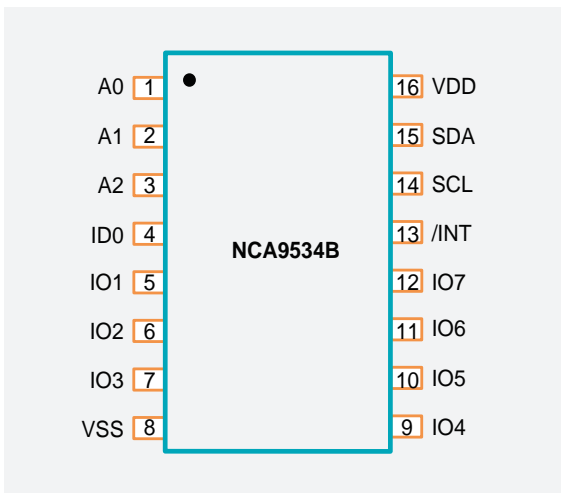 A0 1 16 VDD
A1 2 15 SDA
A2 3 14 SCL
ID0 4 13 /INT
NCA9534B
IO1 5 12 IO7
IO2 6 11 IO6
IO3 7 10 IO5
VSS 8 9 IO4